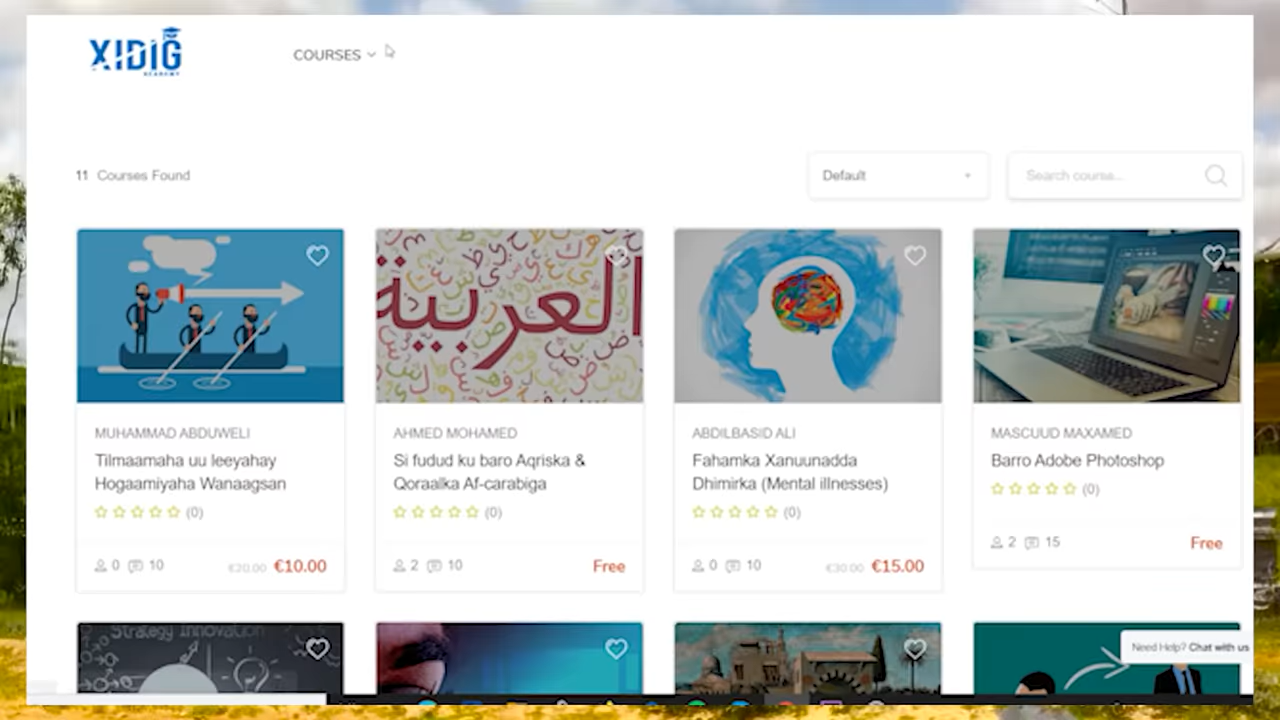 XIDIG
ACADEMY
COURSES
11 Courses Found
Default
Search course...
العربية
MUHAMMAD ABDUWELI
Tilmaamaha uu leeyahay
Hogaamiyaha Wanaagsan
(0)
0 10 €20.00 €10.00
AHMED MOHAMED
Si fudud ku baro Aqriska &
Qoraalka Af-carabiga
(0)
2 10 Free
ABDILBASID ALI
Fahamka Xanuunadda
Dhimirka (Mental illnesses)
(0)
0 10 €30.00 €15.00
MASCUUD MAXAMED
Barro Adobe Photoshop
(0)
2 15 Free
Strategy Innovation
Need Help? Chat with us